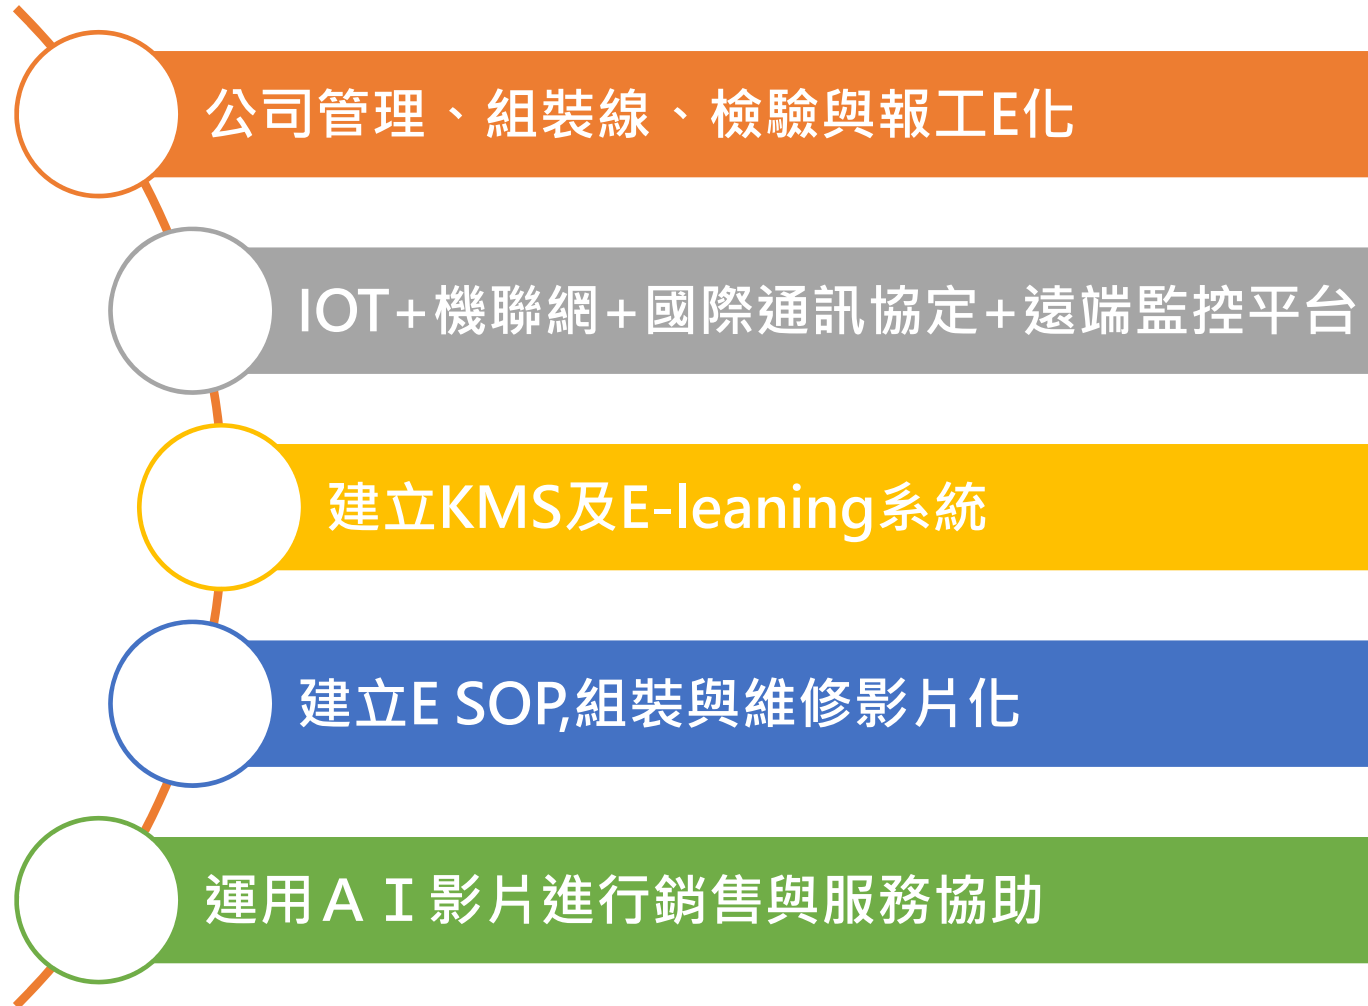 公司管理、組裝線、檢驗與報工E化
IOT+機聯網+國際通訊協定+遠端監控平台
建立KMS及E-leaning系統
建立E SOP,組裝與維修影片化
運用ＡＩ影片進行銷售與服務協助